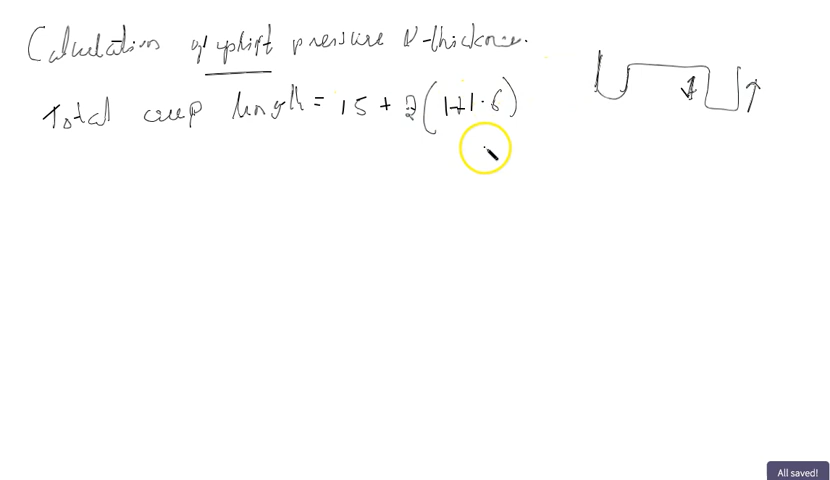 Calculation of uplift pressure & thickness.
Total creep length = 15 + 2(1+1.6)
All saved!